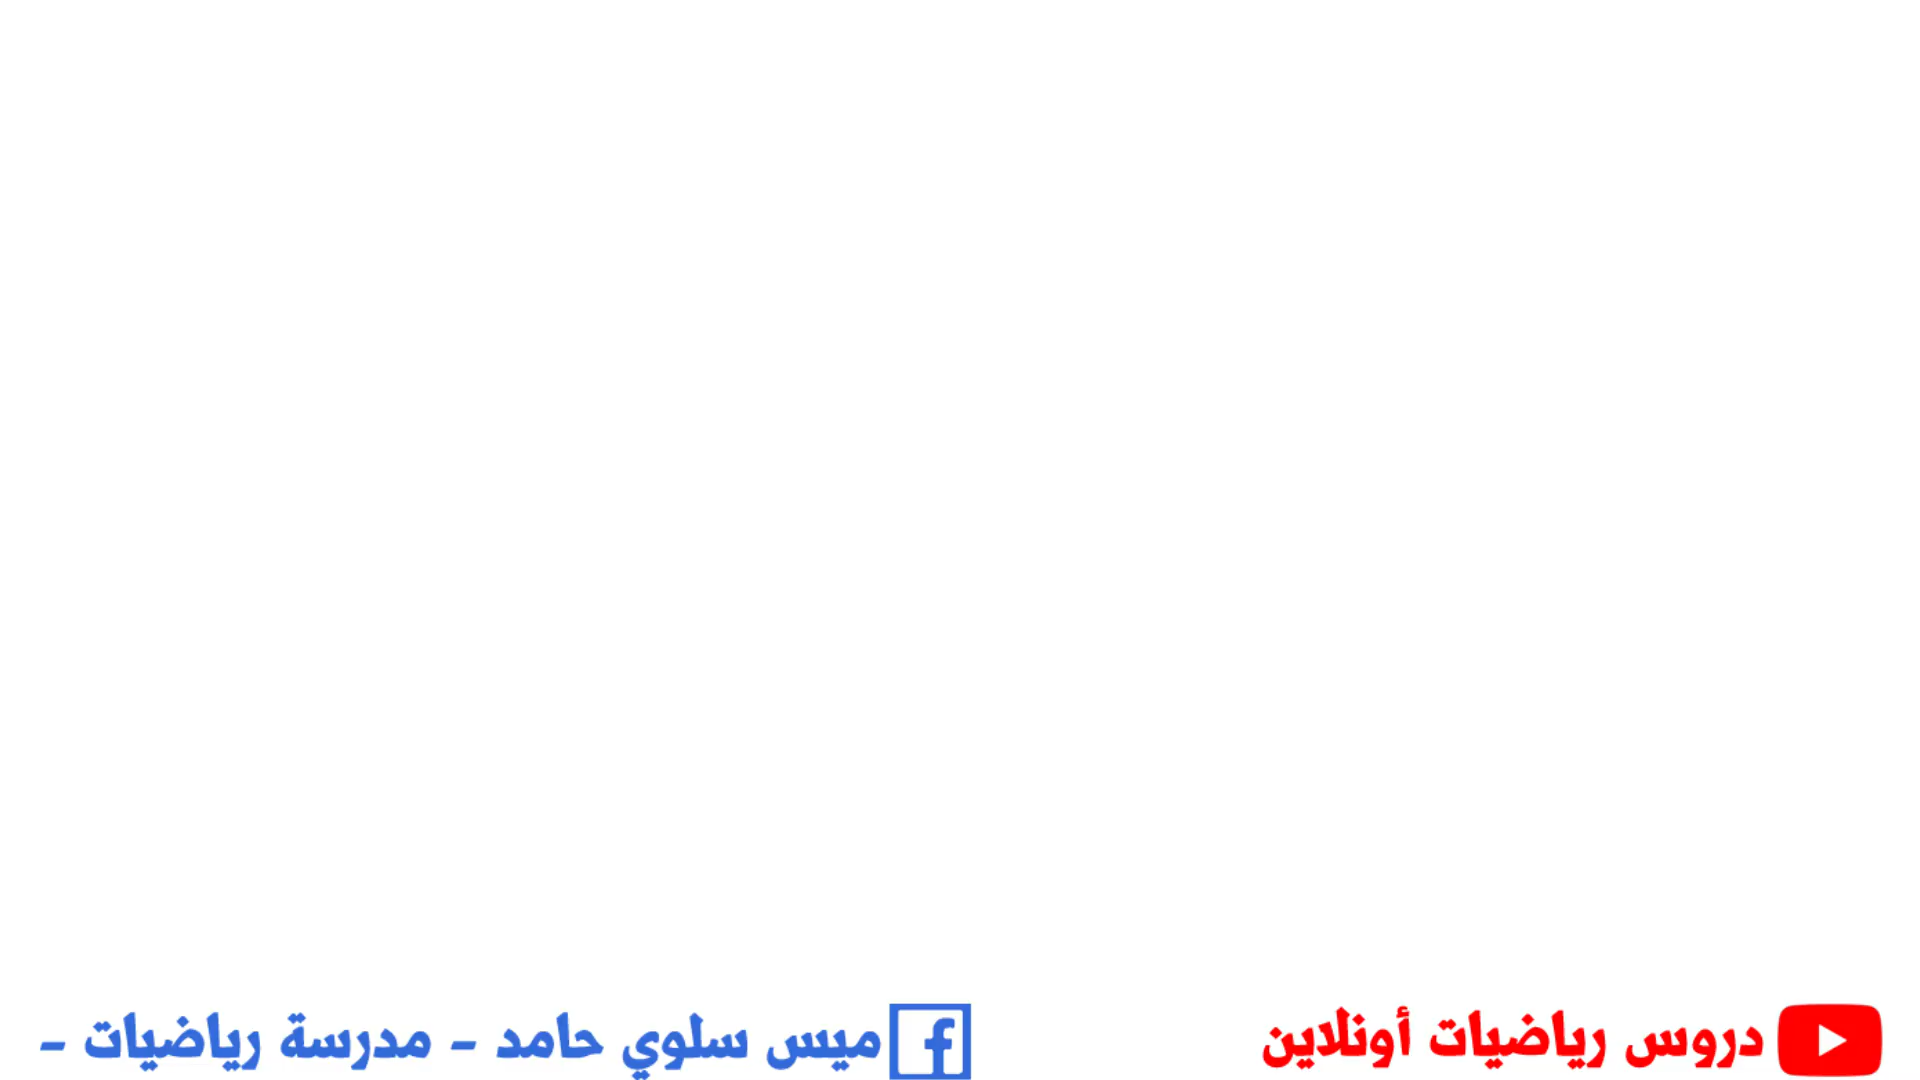 دروس رياضيات أونلاين
ميس سلوي حامد - مدرسة رياضيات -